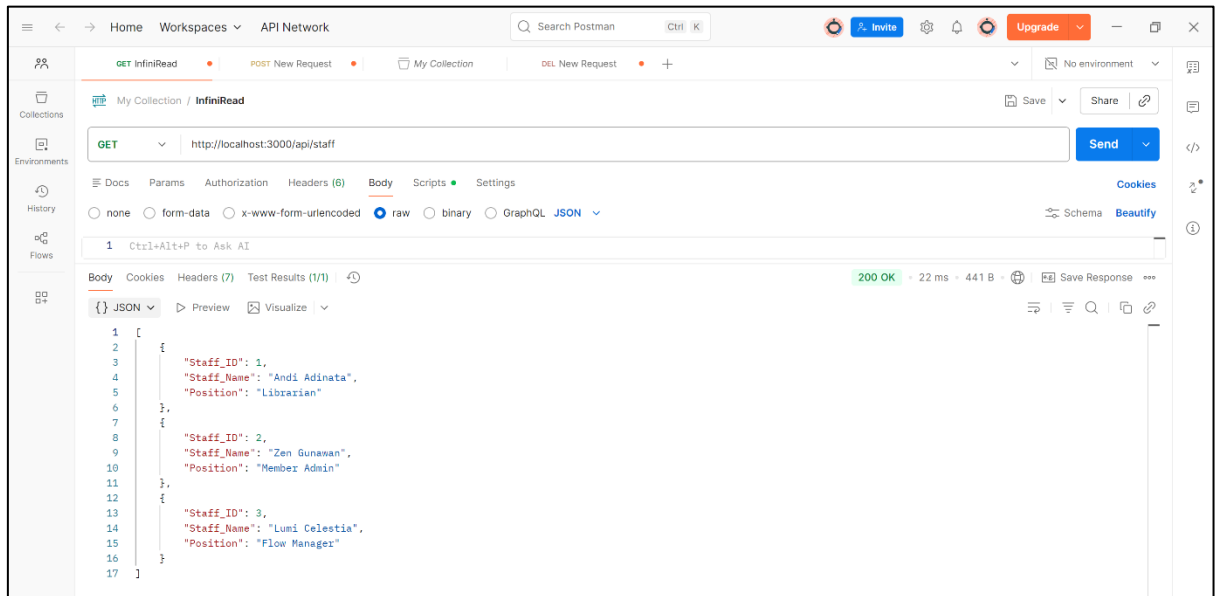 Home Workspaces API Network Search Postman Ctrl K Invite Upgrade
GET InfiniRead POST New Request My Collection DEL New Request + No environment
HTTP My Collection / InfiniRead Save Share
Collections
GET http://localhost:3000/api/staff Send
Environments
Docs Params Authorization Headers (6) Body Scripts Settings Cookies
History
none form-data x-www-form-urlencoded raw binary GraphQL JSON Schema Beautify
Flows
1 Ctrl+Alt+P to Ask AI
Body Cookies Headers (7) Test Results (1/1) 200 OK 22 ms 441 B Save Response
{} JSON Preview Visualize
1 [
2 {
3 "Staff_ID": 1,
4 "Staff_Name": "Andi Adinata",
5 "Position": "Librarian"
6 },
7 {
8 "Staff_ID": 2,
9 "Staff_Name": "Zen Gunawan",
10 "Position": "Member Admin"
11 },
12 {
13 "Staff_ID": 3,
14 "Staff_Name": "Lumi Celestia",
15 "Position": "Flow Manager"
16 }
17 ]